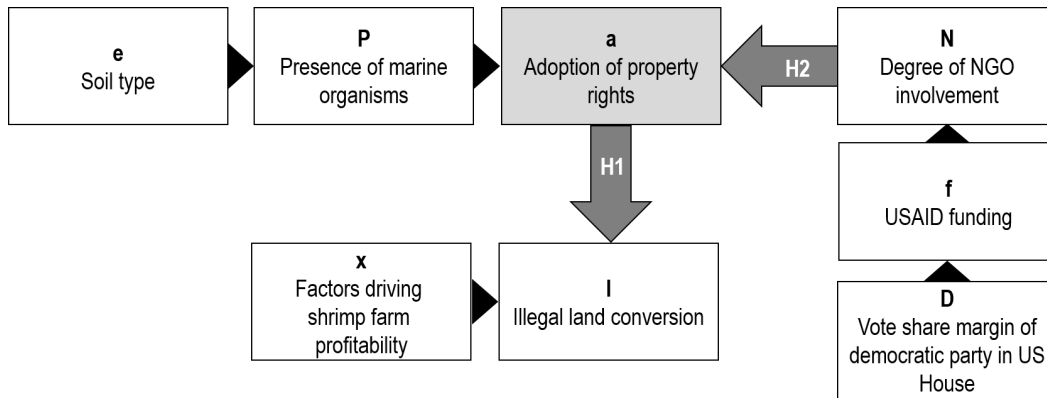 e
Soil type
P
Presence of marine
organisms
a
Adoption of property
rights
H2
N
Degree of NGO
involvement
H1
f
USAID funding
x
Factors driving
shrimp farm
profitability
I
Illegal land conversion
D
Vote share margin of
democratic party in US
House